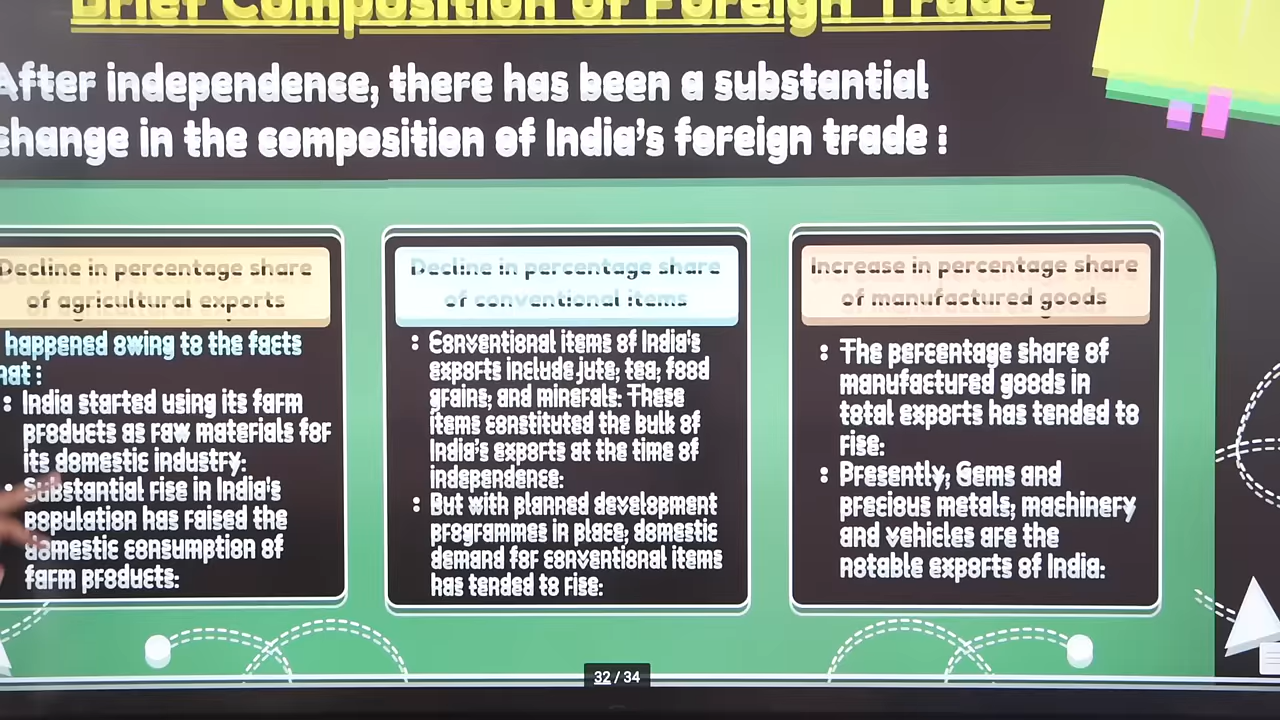 Brief Composition of Foreign Trade
After independence, there has been a substantial
change in the composition of India's foreign trade :
Decline in percentage share
of agricultural exports
happened owing to the facts
that :
: India started using its farm
products as raw materials for
its domestic industry.
: Substantial rise in India's
population has raised the
domestic consumption of
farm products.
Decline in percentage share
of conventional items
: Conventional items of India's
exports include jute, tea, food
grains, and minerals. These
items constituted the bulk of
India's exports at the time of
independence.
: But with planned development
programmes in place, domestic
demand for conventional items
has tended to rise.
Increase in percentage share
of manufactured goods
: The percentage share of
manufactured goods in
total exports has tended to
rise.
: Presently, Gems and
precious metals, machinery
and vehicles are the
notable exports of India.
32 / 34